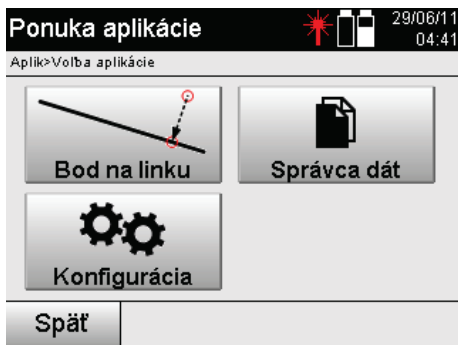 Ponuka aplikácie
29/06/11
04:41
Aplik>Voľba aplikácie
Bod na linku
Správca dát
Konfigurácia
Späť